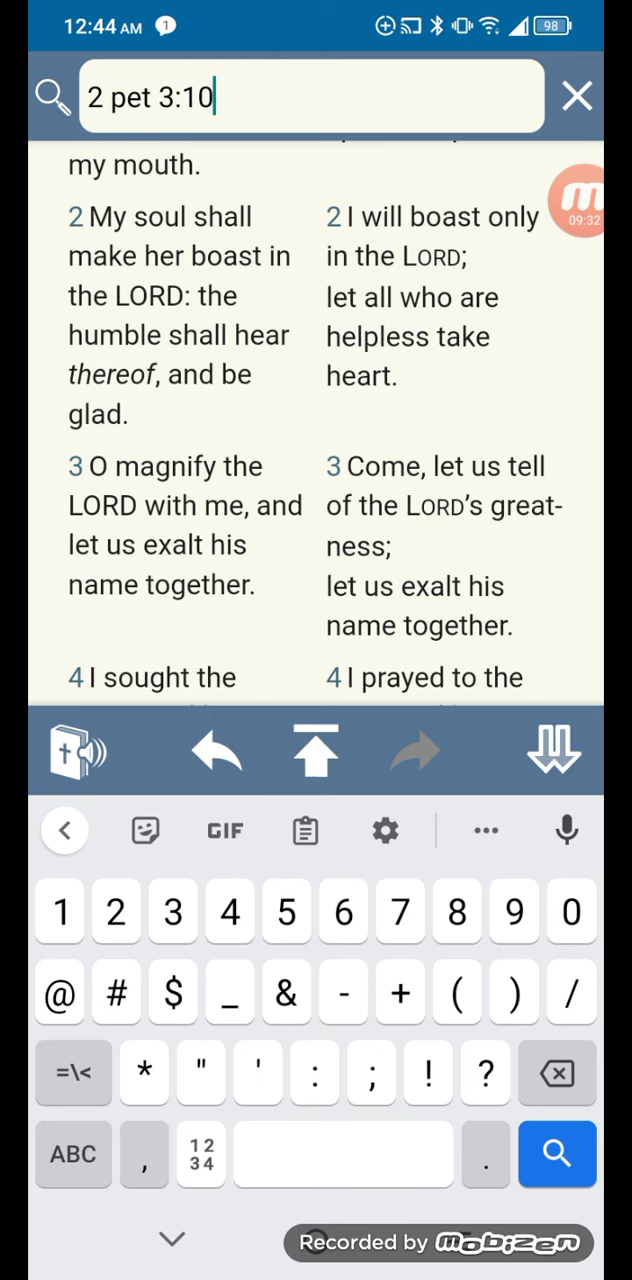 12:44 AM 1 98
2 pet 3:10
my mouth.
2 My soul shall
make her boast in
the LORD: the
humble shall hear
thereof, and be
glad.
3 O magnify the
LORD with me, and
let us exalt his
name together.
4 I sought the
2 I will boast only
in the LORD;
let all who are
helpless take
heart.
3 Come, let us tell
of the LORD’s great-
ness;
let us exalt his
name together.
4 I prayed to the
09:32
GIF
1 2 3 4 5 6 7 8 9 0
@ # $ _ & - + ( ) /
=\< * " ' : ; ! ?
ABC , 12 .
34
Recorded by mobizen